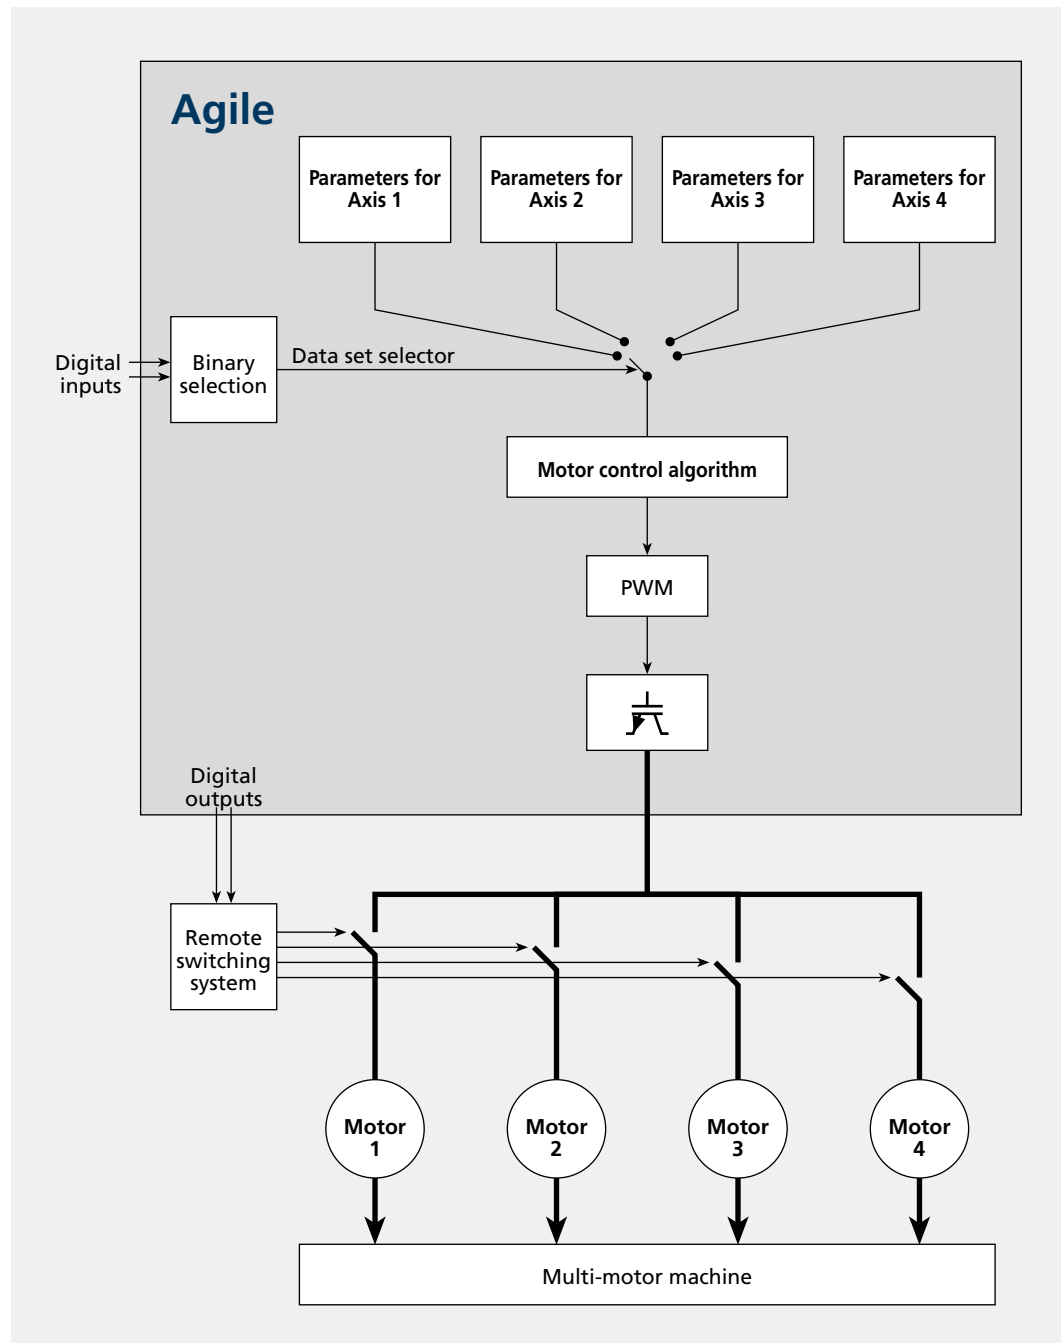 Agile
Parameters for
Axis 1
Parameters for
Axis 2
Parameters for
Axis 3
Parameters for
Axis 4
Digital
inputs
Binary
selection
Data set selector
Motor control algorithm
PWM
Digital
outputs
Remote
switching
system
Motor
1
Motor
2
Motor
3
Motor
4
Multi-motor machine